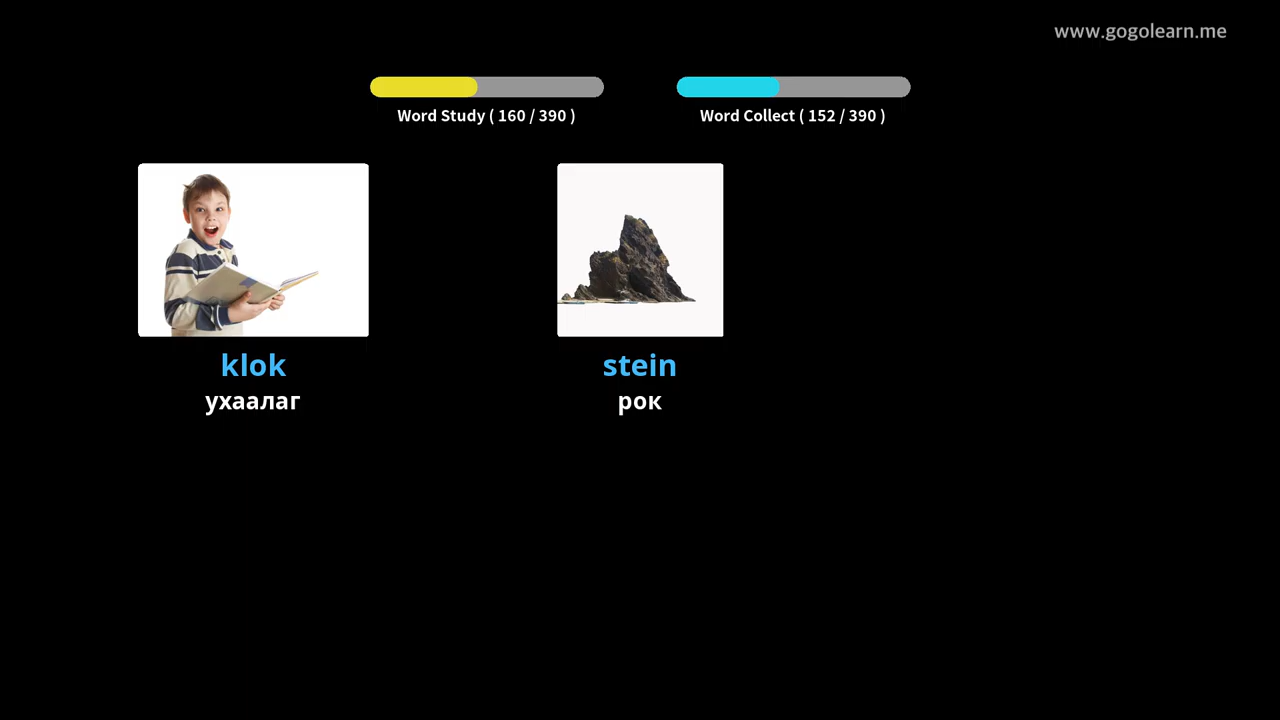 www.gogolearn.me
Word Study ( 160 / 390 )
Word Collect ( 152 / 390 )
klok
ухаалаг
stein
рок